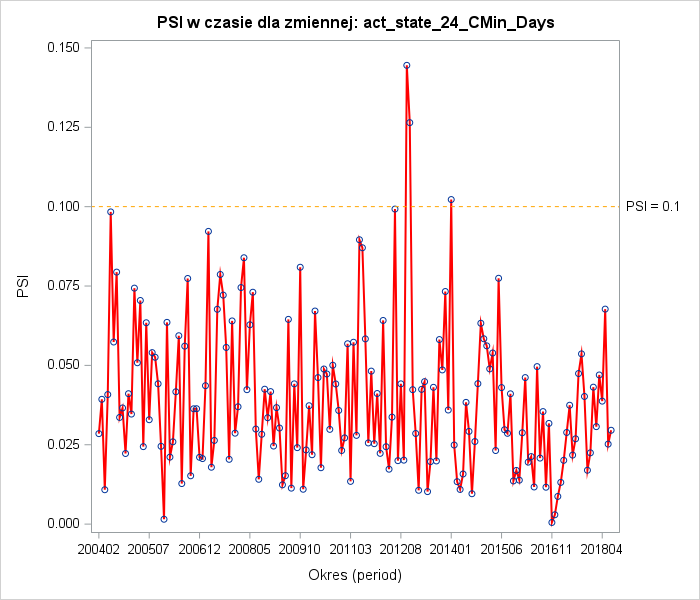 PSI w czasie dla zmiennej: act_state_24_CMin_Days
0.150
0.125
0.100
0.075
0.050
0.025
0.000
PSI
PSI = 0.1
200402 200507 200612 200805 200910 201103 201208 201401 201506 201611 201804
Okres (period)